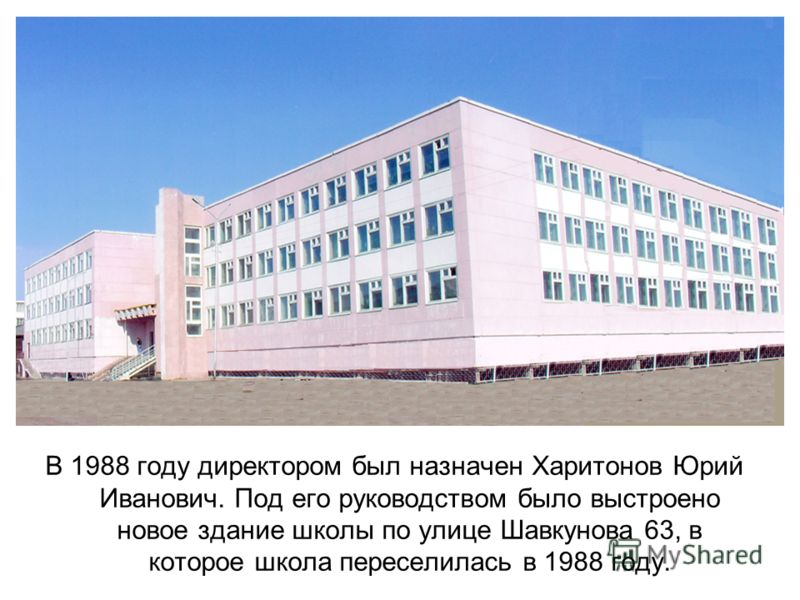 В 1988 году директором был назначен Харитонов Юрий
Иванович. Под его руководством было выстроено
новое здание школы по улице Шавкунова 63, в
которое школа переселилась в 1988 году.
MyShared